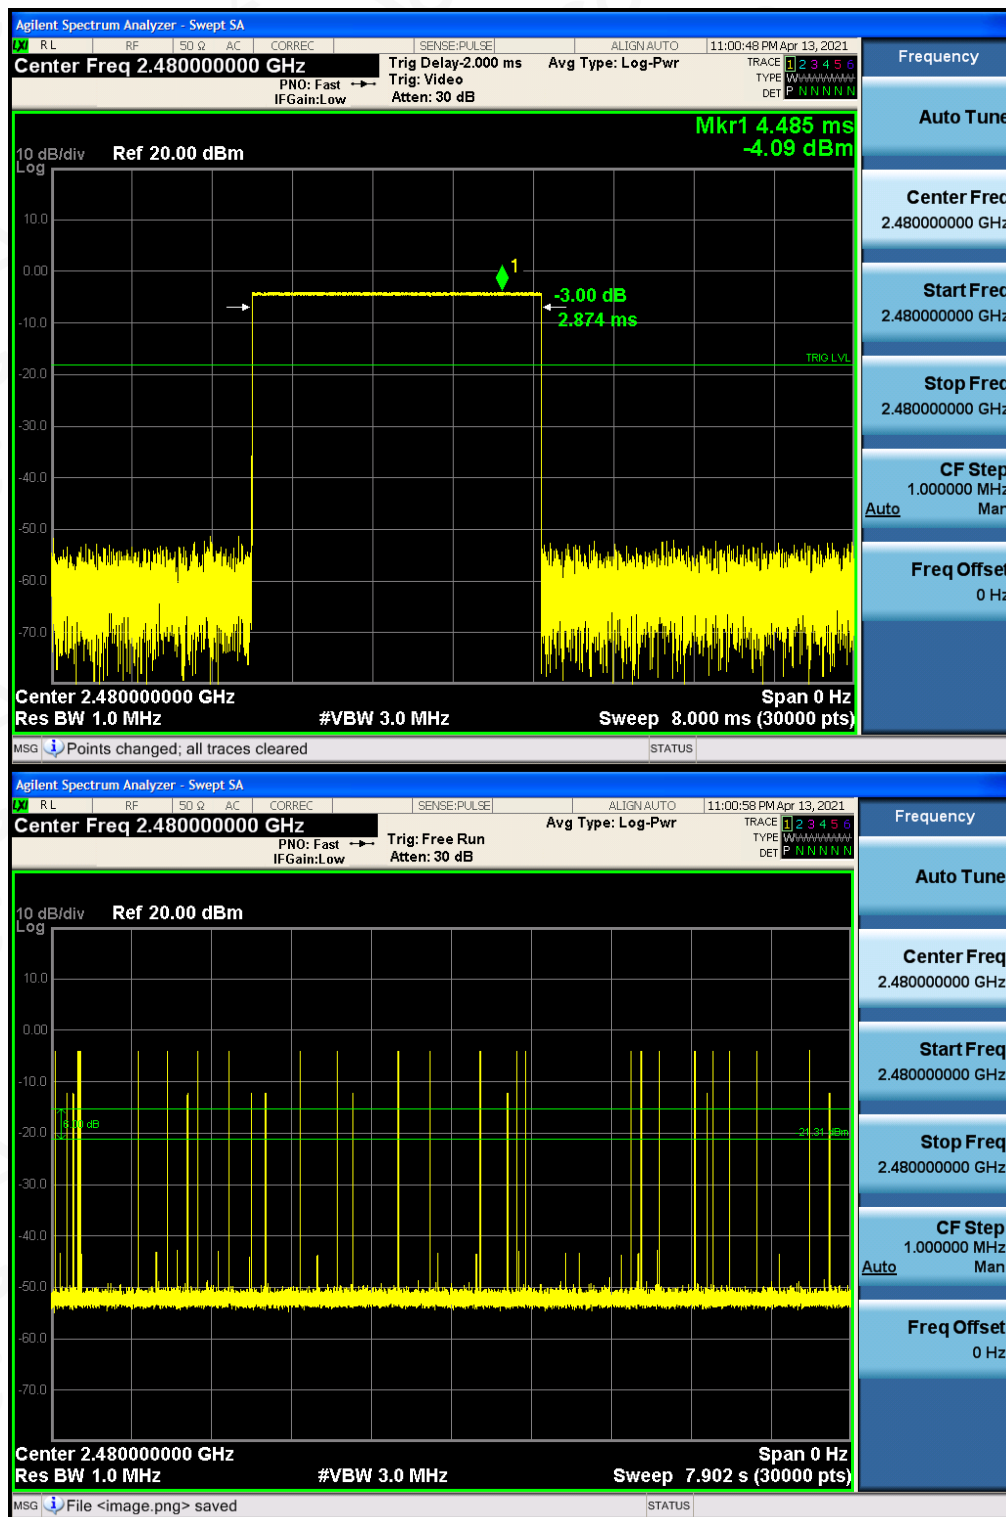 Agilent Spectrum Analyzer - Swept SA
LXI RL RF 50 Ω AC CORREC SENSE:PULSE ALIGN AUTO 11:00:48 PM Apr 13, 2021
Center Freq 2.480000000 GHz
PNO: Fast
IFGain:Low
Trig Delay-2.000 ms
Trig: Video
Atten: 30 dB
Avg Type: Log-Pwr
TRACE 1 2 3 4 5 6
TYPE W
DET P N N N N N
Mkr1 4.485 ms
-4.09 dBm
10 dB/div Ref 20.00 dBm
Log
10.0
0.00
-10.0
-20.0
-30.0
-40.0
-50.0
-60.0
-70.0
1
-3.00 dB
2.874 ms
TRIG LVL
Center 2.480000000 GHz Span 0 Hz
Res BW 1.0 MHz #VBW 3.0 MHz Sweep 8.000 ms (30000 pts)
MSG Points changed; all traces cleared STATUS
Frequency
Auto Tune
Center Freq
2.480000000 GHz
Start Freq
2.480000000 GHz
Stop Freq
2.480000000 GHz
CF Step
1.000000 MHz
Auto Man
Freq Offset
0 Hz
Agilent Spectrum Analyzer - Swept SA
LXI RL RF 50 Ω AC CORREC SENSE:PULSE ALIGN AUTO 11:00:58 PM Apr 13, 2021
Center Freq 2.480000000 GHz
PNO: Fast
IFGain:Low
Trig: Free Run
Atten: 30 dB
Avg Type: Log-Pwr
TRACE 1 2 3 4 5 6
TYPE W
DET P N N N N N
10 dB/div Ref 20.00 dBm
Log
10.0
0.00
-10.0
-20.0
-30.0
-40.0
-50.0
-60.0
-70.0
6.00 dB
21.31 dBm
Center 2.480000000 GHz Span 0 Hz
Res BW 1.0 MHz #VBW 3.0 MHz Sweep 7.902 s (30000 pts)
MSG File <image.png> saved STATUS
Frequency
Auto Tune
Center Freq
2.480000000 GHz
Start Freq
2.480000000 GHz
Stop Freq
2.480000000 GHz
CF Step
1.000000 MHz
Auto Man
Freq Offset
0 Hz